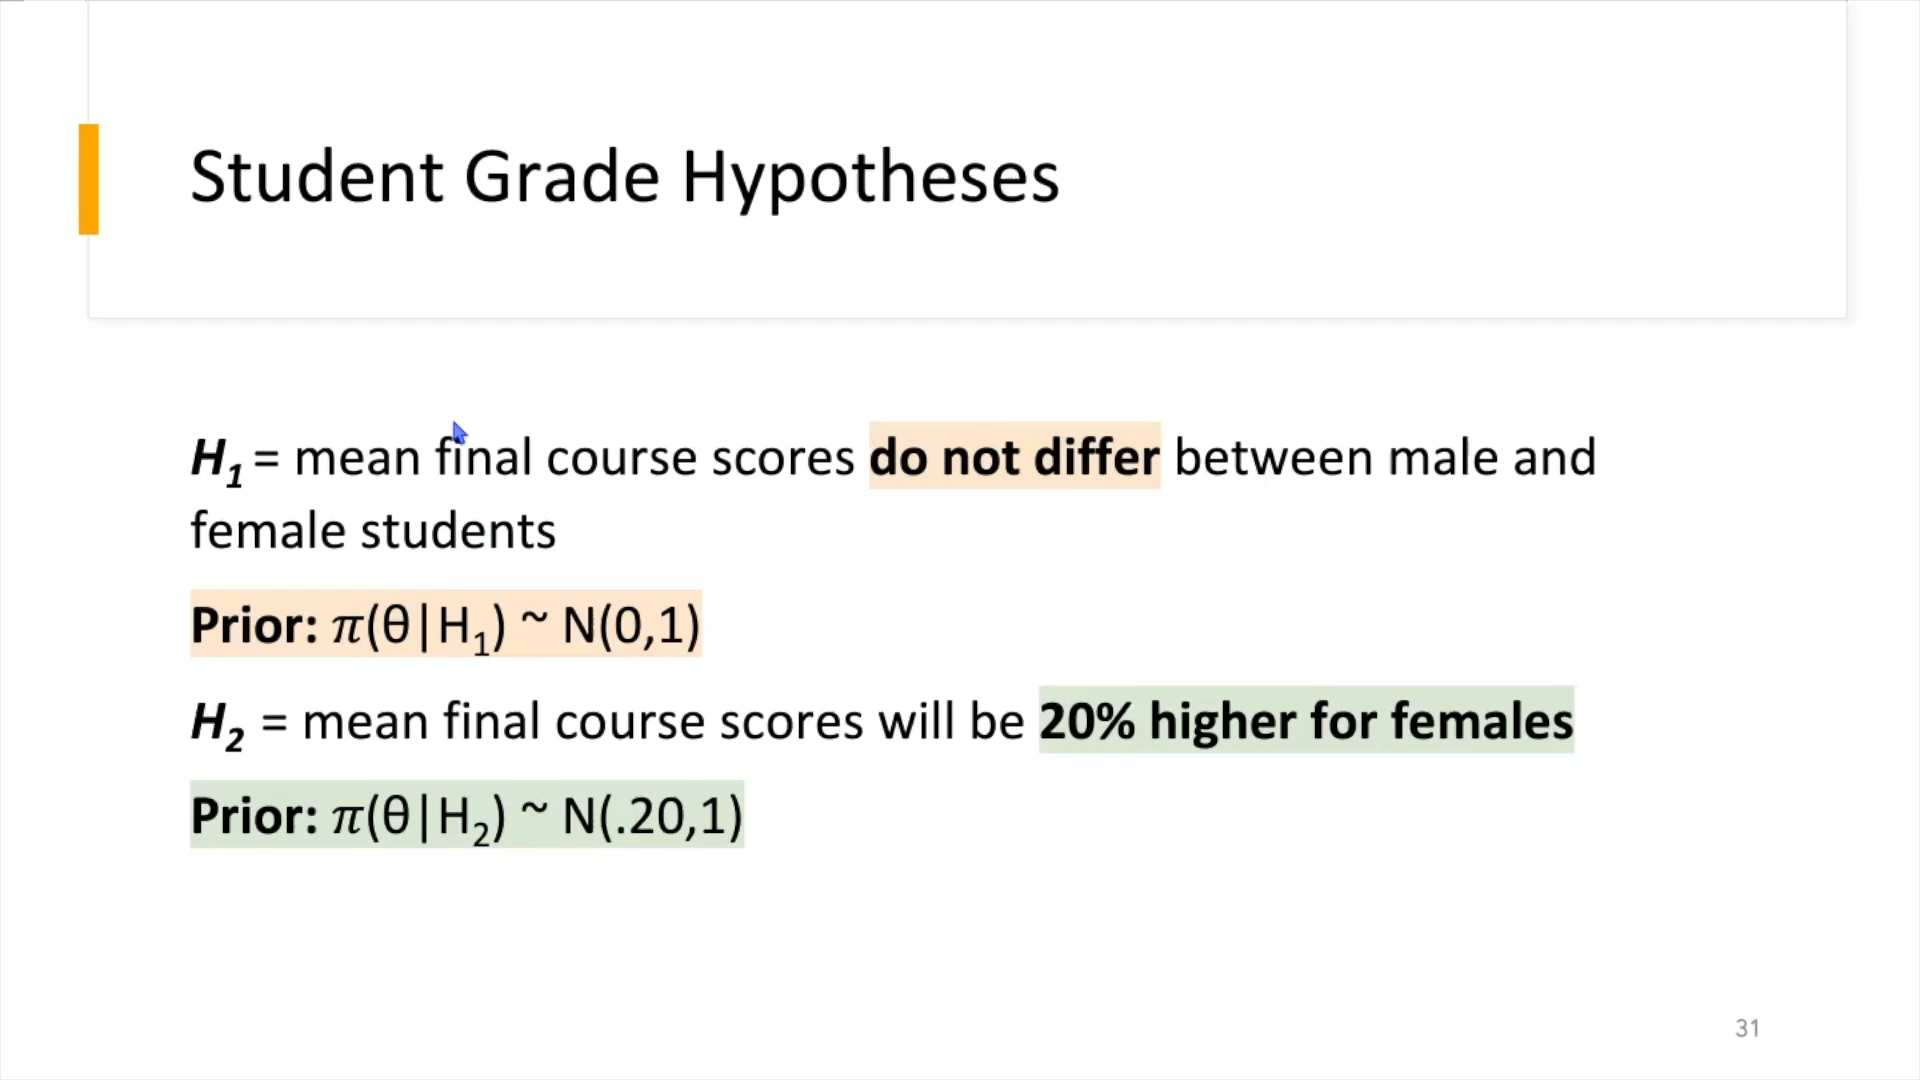 Student Grade Hypotheses
H₁ = mean final course scores do not differ between male and
female students
Prior: π(θ|H₁) ~ N(0,1)
H₂ = mean final course scores will be 20% higher for females
Prior: π(θ|H₂) ~ N(.20,1)
31